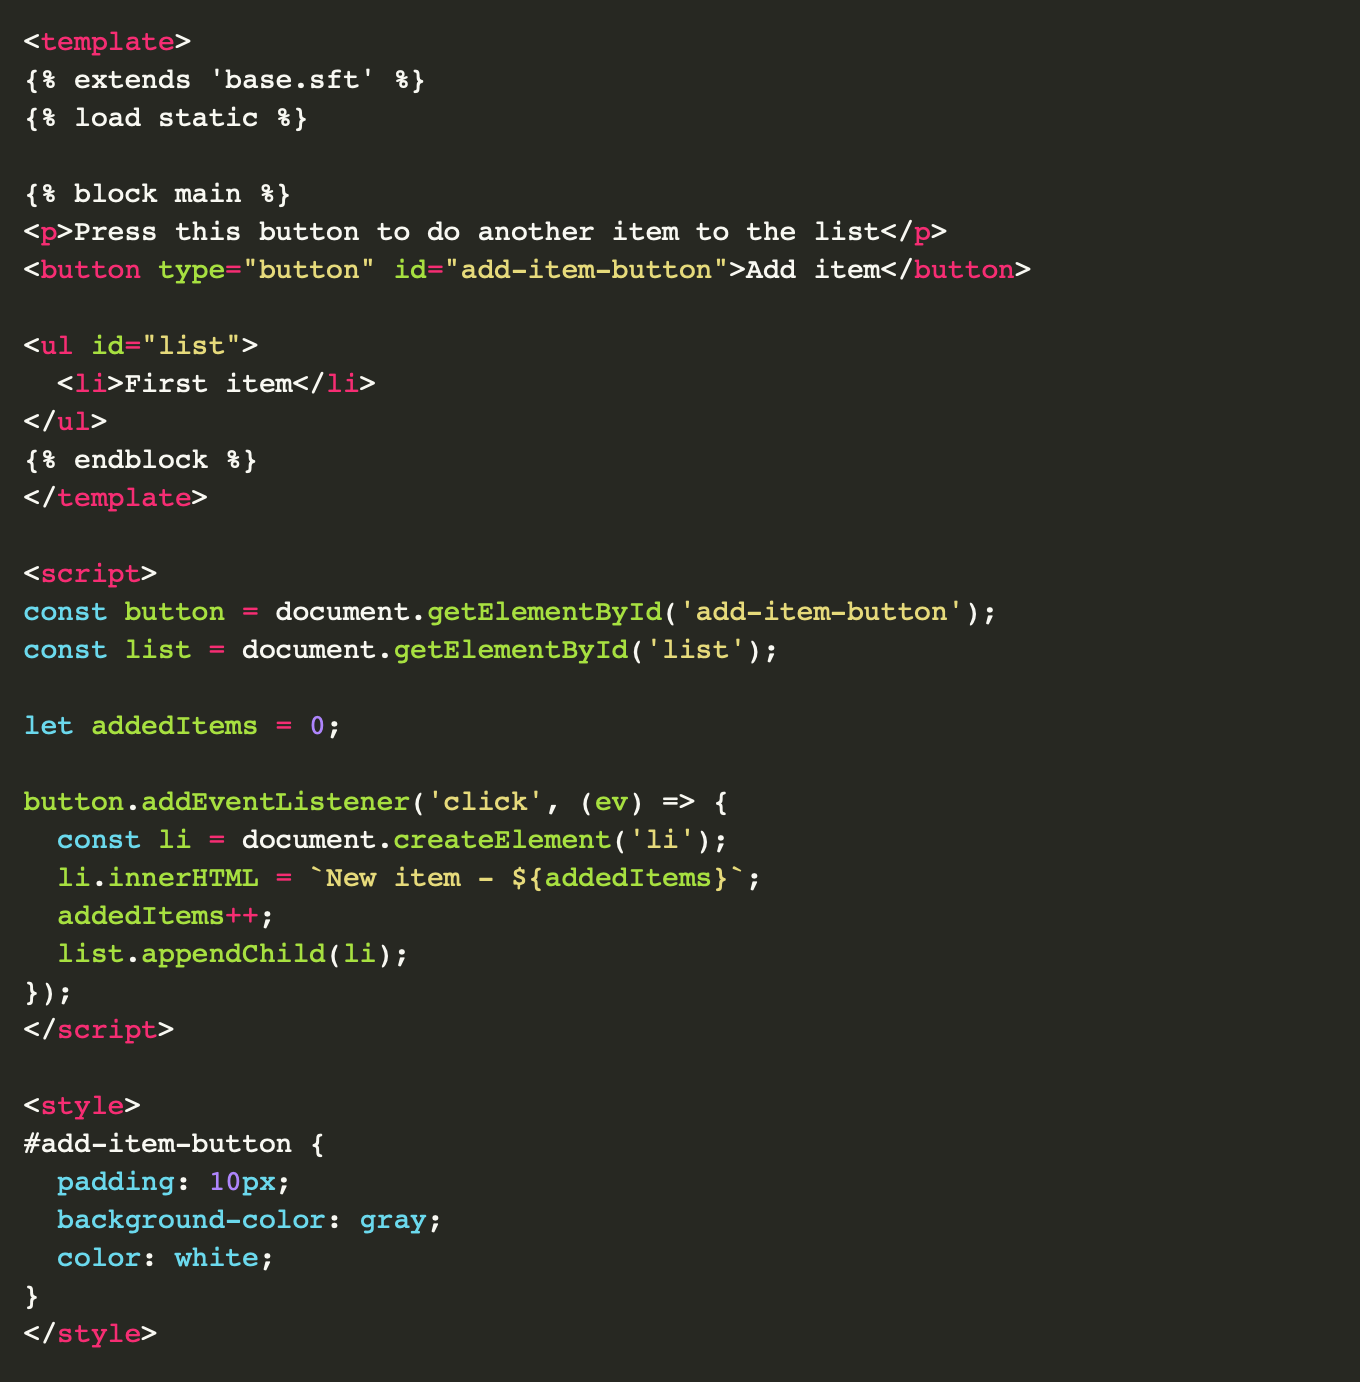 <template>
{% extends 'base.sft' %}
{% load static %}

{% block main %}
<p>Press this button to do another item to the list</p>
<button type="button" id="add-item-button">Add item</button>

<ul id="list">
  <li>First item</li>
</ul>
{% endblock %}
</template>

<script>
const button = document.getElementById('add-item-button');
const list = document.getElementById('list');

let addedItems = 0;

button.addEventListener('click', (ev) => {
  const li = document.createElement('li');
  li.innerHTML = `New item - ${addedItems}`;
  addedItems++;
  list.appendChild(li);
});
</script>

<style>
#add-item-button {
  padding: 10px;
  background-color: gray;
  color: white;
}
</style>